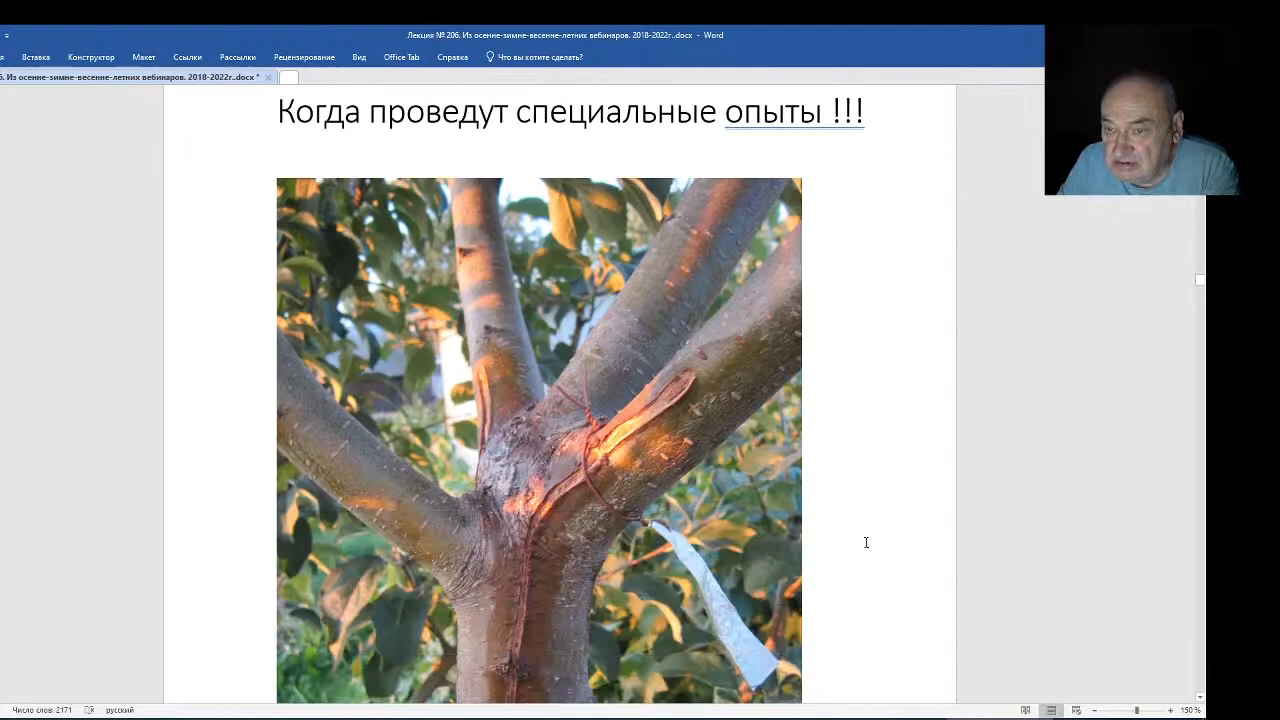 Лекция № 206. Из осенне-зимне-весенне-летних вебинаров. 2018-2022г..docx - Word
Вставка Конструктор Макет Ссылки Рассылки Рецензирование Вид Office Tab Справка Что вы хотите сделать?
. Из осенне-зимне-весенне-летних вебинаров. 2018-2022г..docx *
Когда проведут специальные опыты !!!
Число слов: 2171 русский 150 %